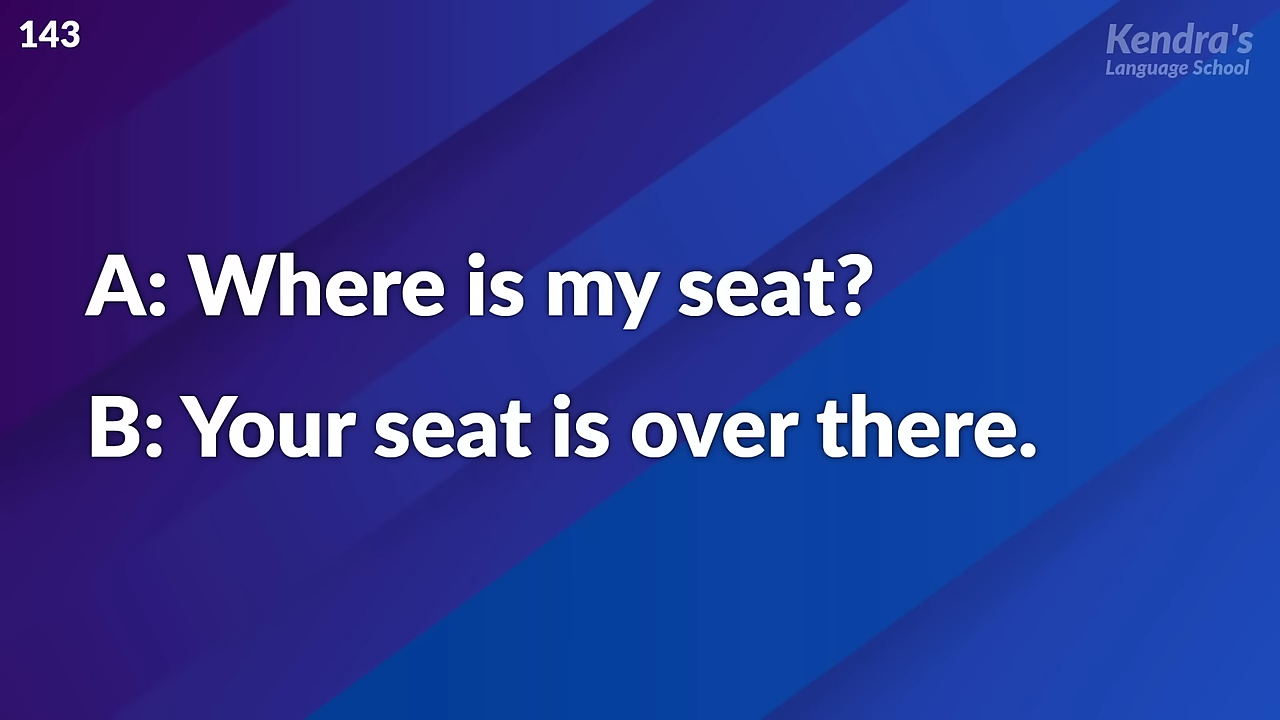 143
Kendra's
Language School
A: Where is my seat?
B: Your seat is over there.